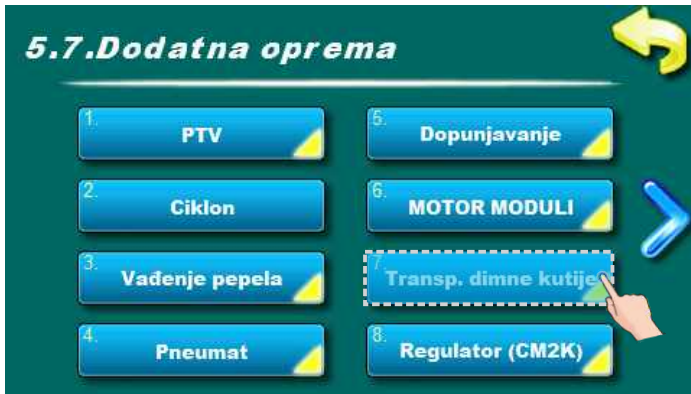 5.7.Dodatna oprema
1. PTV
2. Ciklon
3. Vađenje pepela
4. Pneumat
5. Dopunjavanje
6. MOTOR MODULI
7. Transp. dimne kutije
8. Regulator (CM2K)